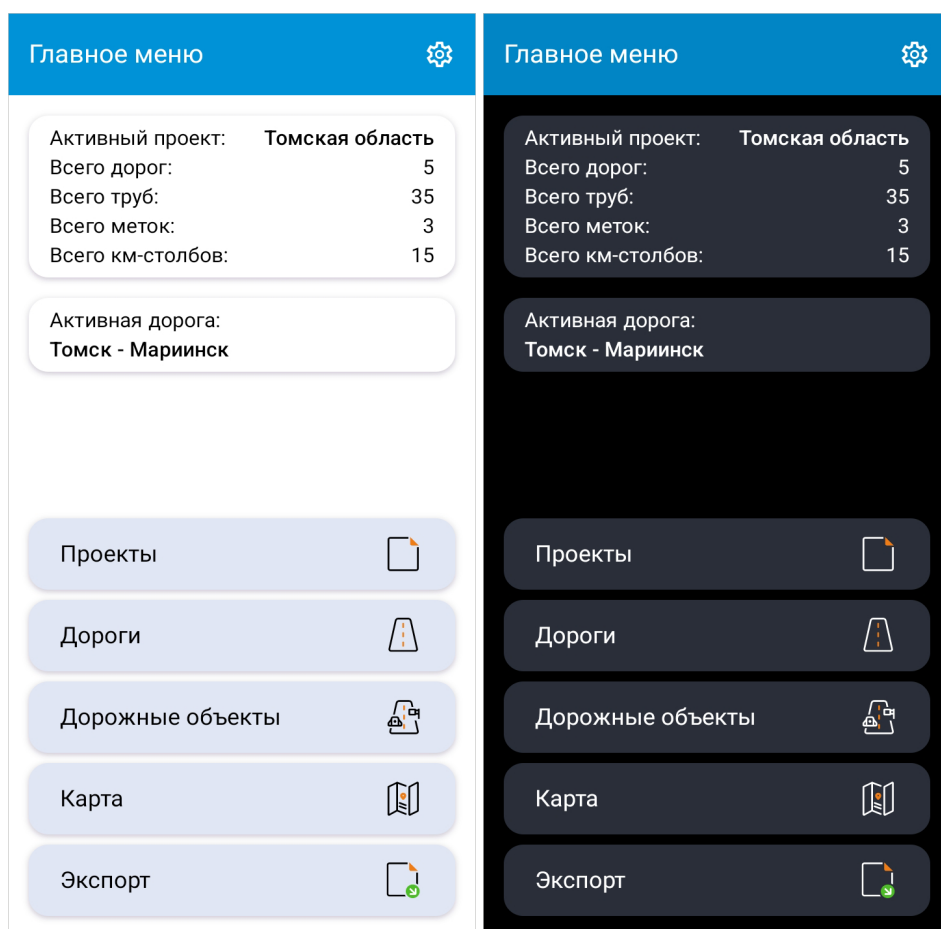 Главное меню
Активный проект: Томская область
Всего дорог: 5
Всего труб: 35
Всего меток: 3
Всего км-столбов: 15
Активная дорога:
Томск - Мариинск
Проекты
Дороги
Дорожные объекты
Карта
Экспорт
Главное меню
Активный проект: Томская область
Всего дорог: 5
Всего труб: 35
Всего меток: 3
Всего км-столбов: 15
Активная дорога:
Томск - Мариинск
Проекты
Дороги
Дорожные объекты
Карта
Экспорт